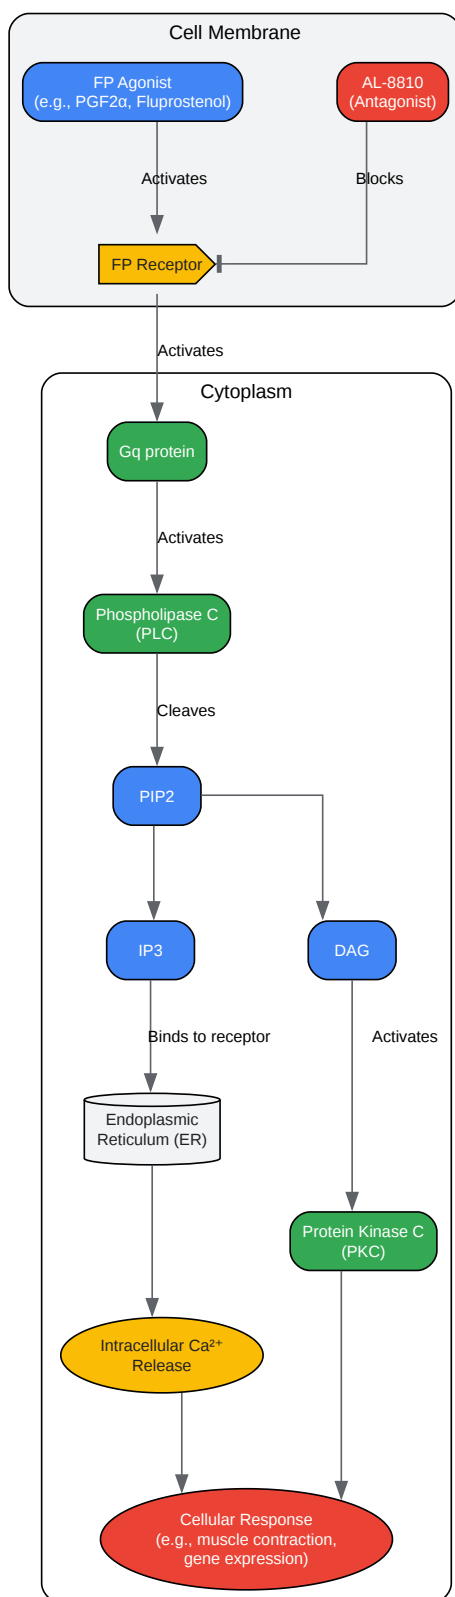 Cell Membrane
FP Agonist
(e.g., PGF2α, Fluprostenol)
AL-8810
(Antagonist)
Activates
Blocks
FP Receptor
Activates
Cytoplasm
Gq protein
Activates
Phospholipase C
(PLC)
Cleaves
PIP2
IP3
DAG
Binds to receptor
Activates
Endoplasmic
Reticulum (ER)
Protein Kinase C
(PKC)
Intracellular Ca²⁺
Release
Cellular Response
(e.g., muscle contraction,
gene expression)